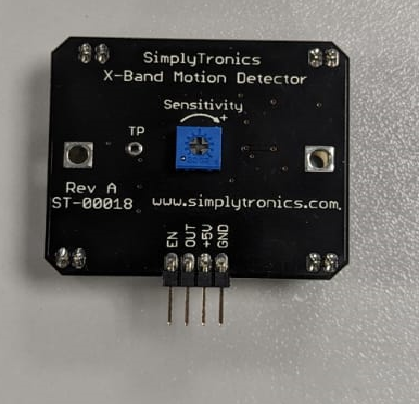 SimplyTronics
X-Band Motion Detector
Sensitivity
+
TP
Rev A
ST-00018
www.simplytronics.com
EN
OUT
+5V
GND